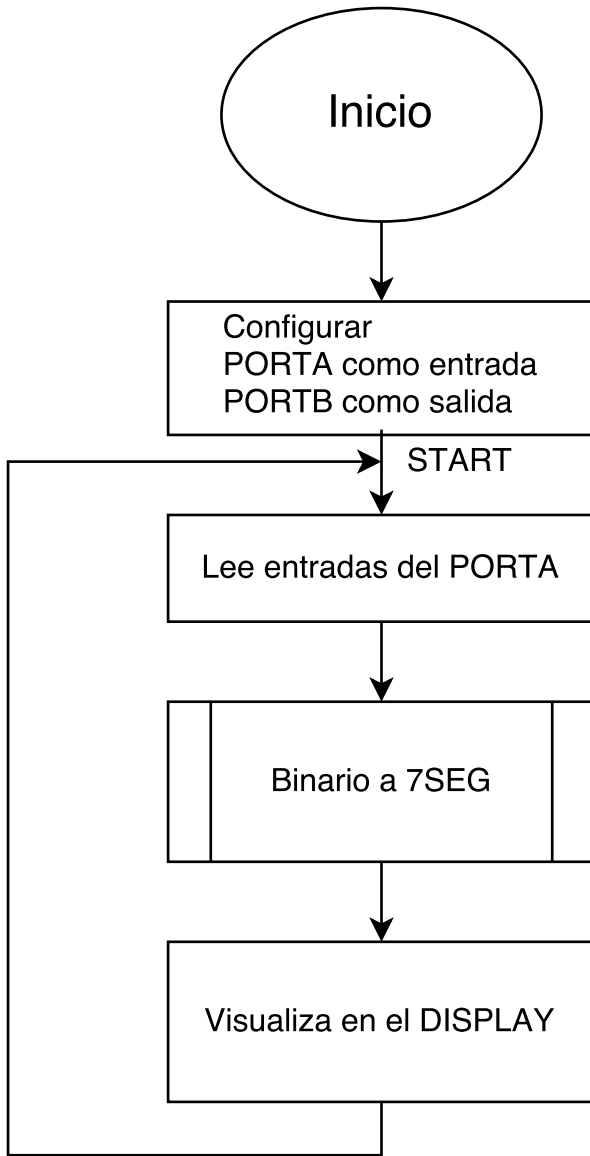 Inicio
Configurar
PORTA como entrada
PORTB como salida
START
Lee entradas del PORTA
Binario a 7SEG
Visualiza en el DISPLAY